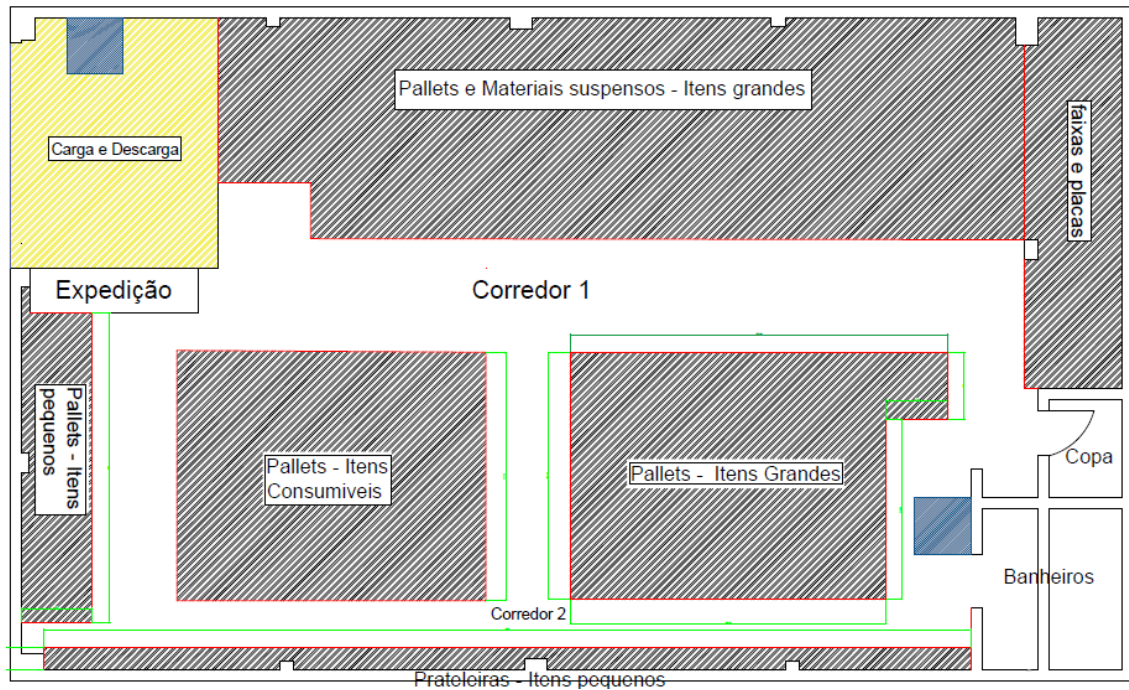 Pallets e Materiais suspensos - Itens grandes
faixas e placas
Carga e Descarga
Expedição
Corredor 1
Pallets - Itens
pequenos
Pallets - Itens
Consumiveis
Pallets -  Itens Grandes
Copa
Banheiros
Corredor 2
Prateleiras - Itens pequenos